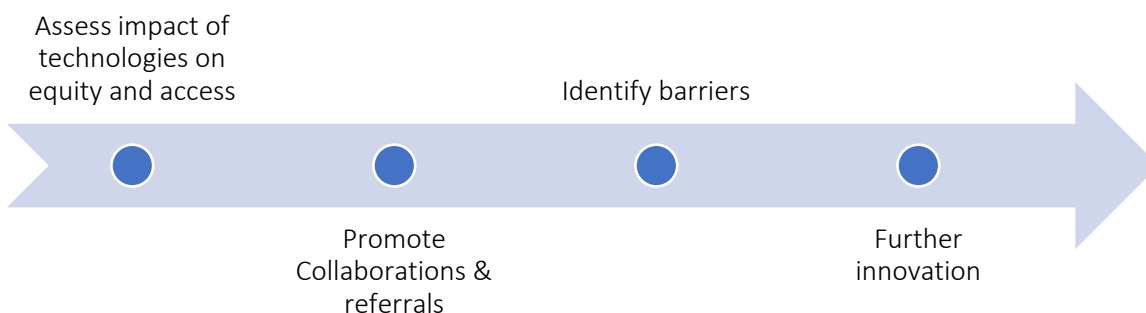 Assess impact of
technologies on
equity and access
Promote
Collaborations &
referrals
Identify barriers
Further
innovation